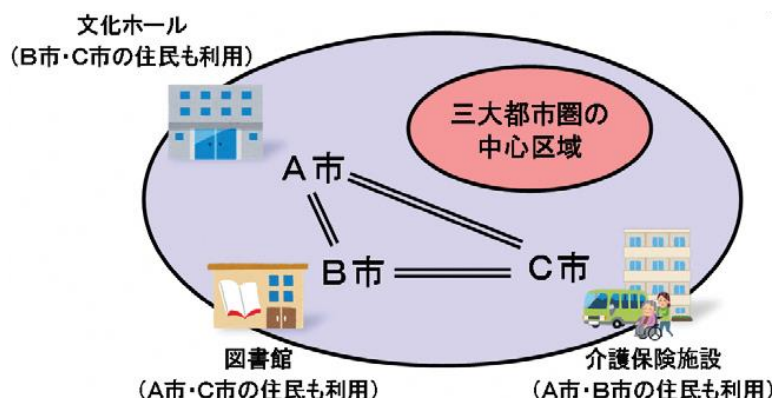 文化ホール
(B市・C市の住民も利用)
三大都市圏の
中心区域
A市
B市
C市
図書館
(A市・C市の住民も利用)
介護保険施設
(A市・B市の住民も利用)